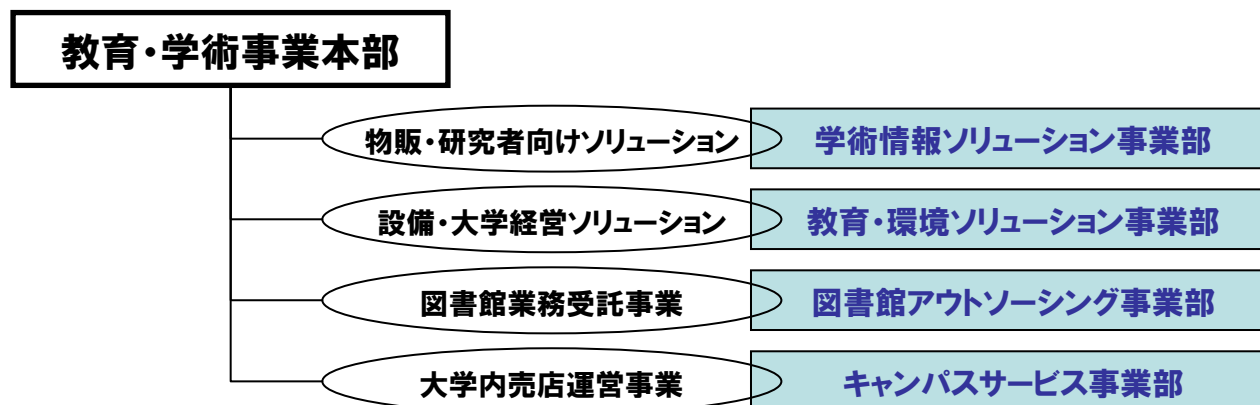 教育・学術事業本部
物販・研究者向けソリューション
学術情報ソリューション事業部
設備・大学経営ソリューション
教育・環境ソリューション事業部
図書館業務受託事業
図書館アウトソーシング事業部
大学内売店運営事業
キャンパスサービス事業部